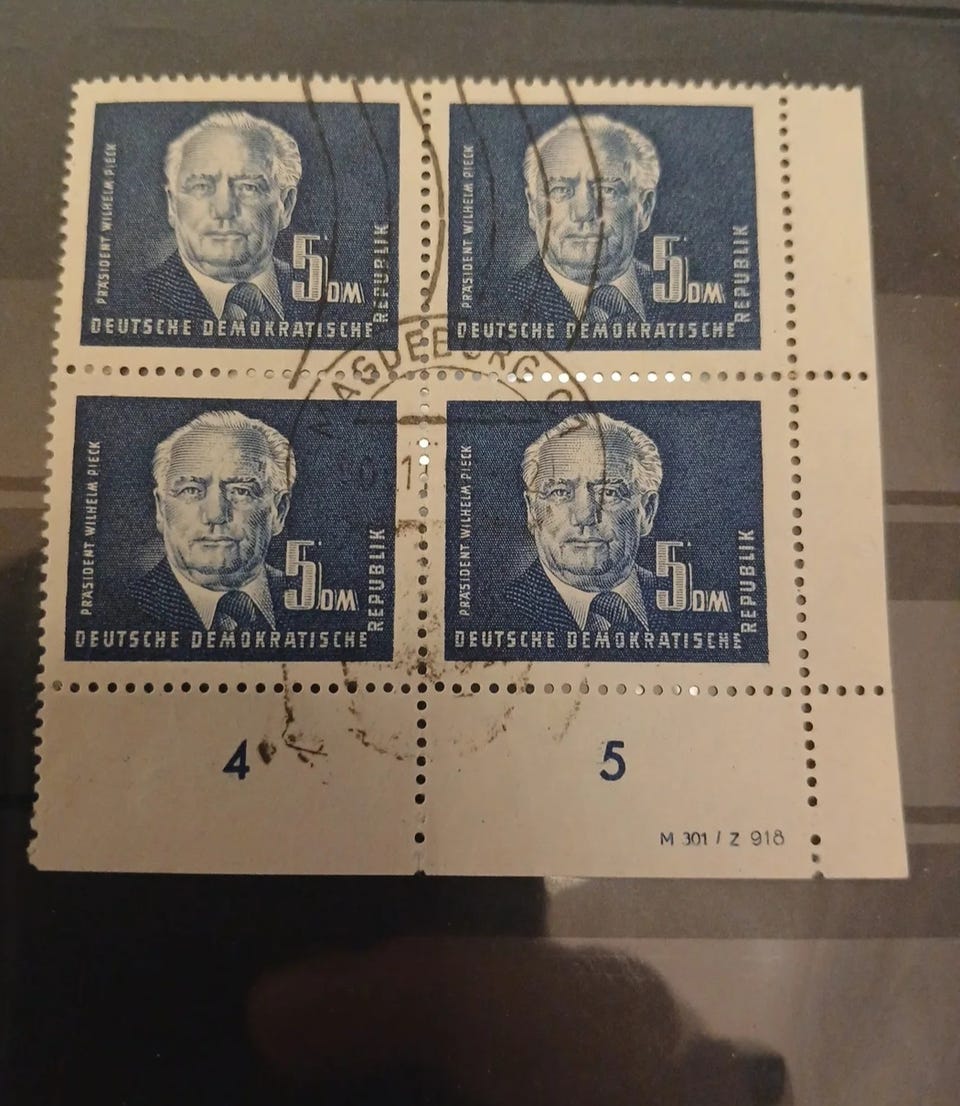 PRÄSIDENT WILHELM PIECK
5 DM
DEUTSCHE DEMOKRATISCHE
REPUBLIK
PRÄSIDENT WILHELM PIECK
5 DM
DEUTSCHE DEMOKRATISCHE
REPUBLIK
MAGDEBURG
PRÄSIDENT WILHELM PIECK
5 DM
DEUTSCHE DEMOKRATISCHE
REPUBLIK
PRÄSIDENT WILHELM PIECK
5 DM
DEUTSCHE DEMOKRATISCHE
REPUBLIK
4
5
M 301 / Z 918